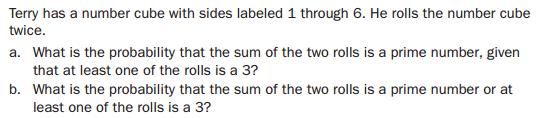 Terry has a number cube with sides labeled 1 through 6. He rolls the number cube
twice.
a. What is the probability that the sum of the two rolls is a prime number, given
that at least one of the rolls is a 3?
b. What is the probability that the sum of the two rolls is a prime number or at
least one of the rolls is a 3?